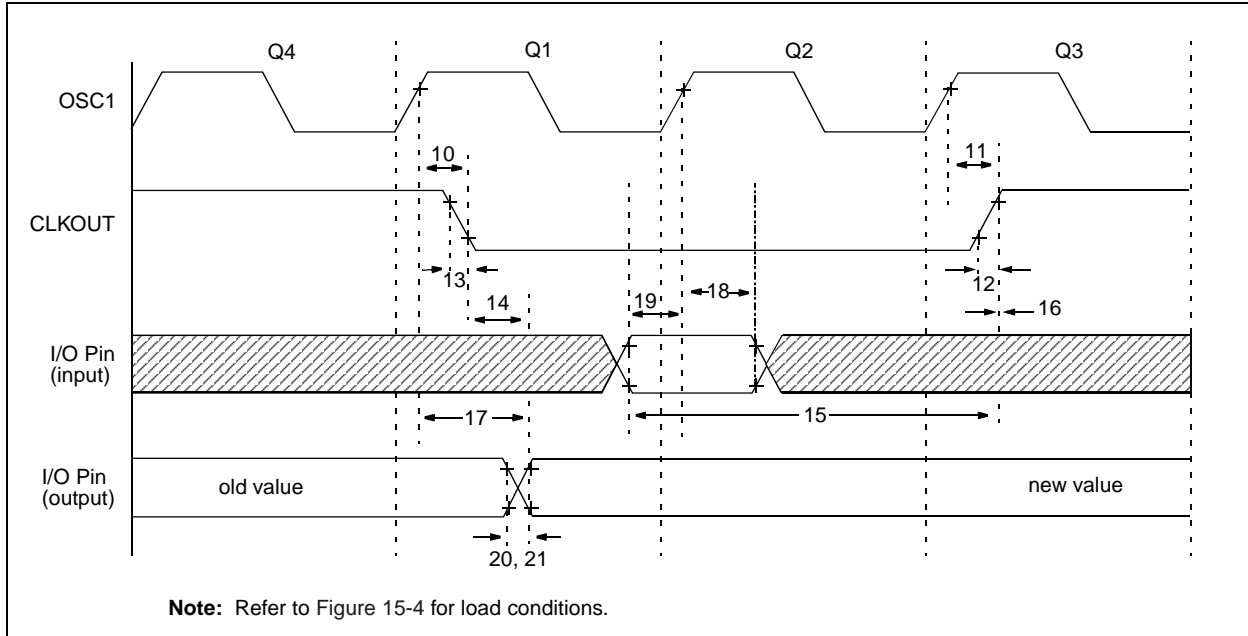 Q4 Q1 Q2 Q3
OSC1
10 11
CLKOUT
13 12
14 19 18 16
I/O Pin
(input)
17 15
I/O Pin
(output)
old value new value
20, 21
Note: Refer to Figure 15-4 for load conditions.